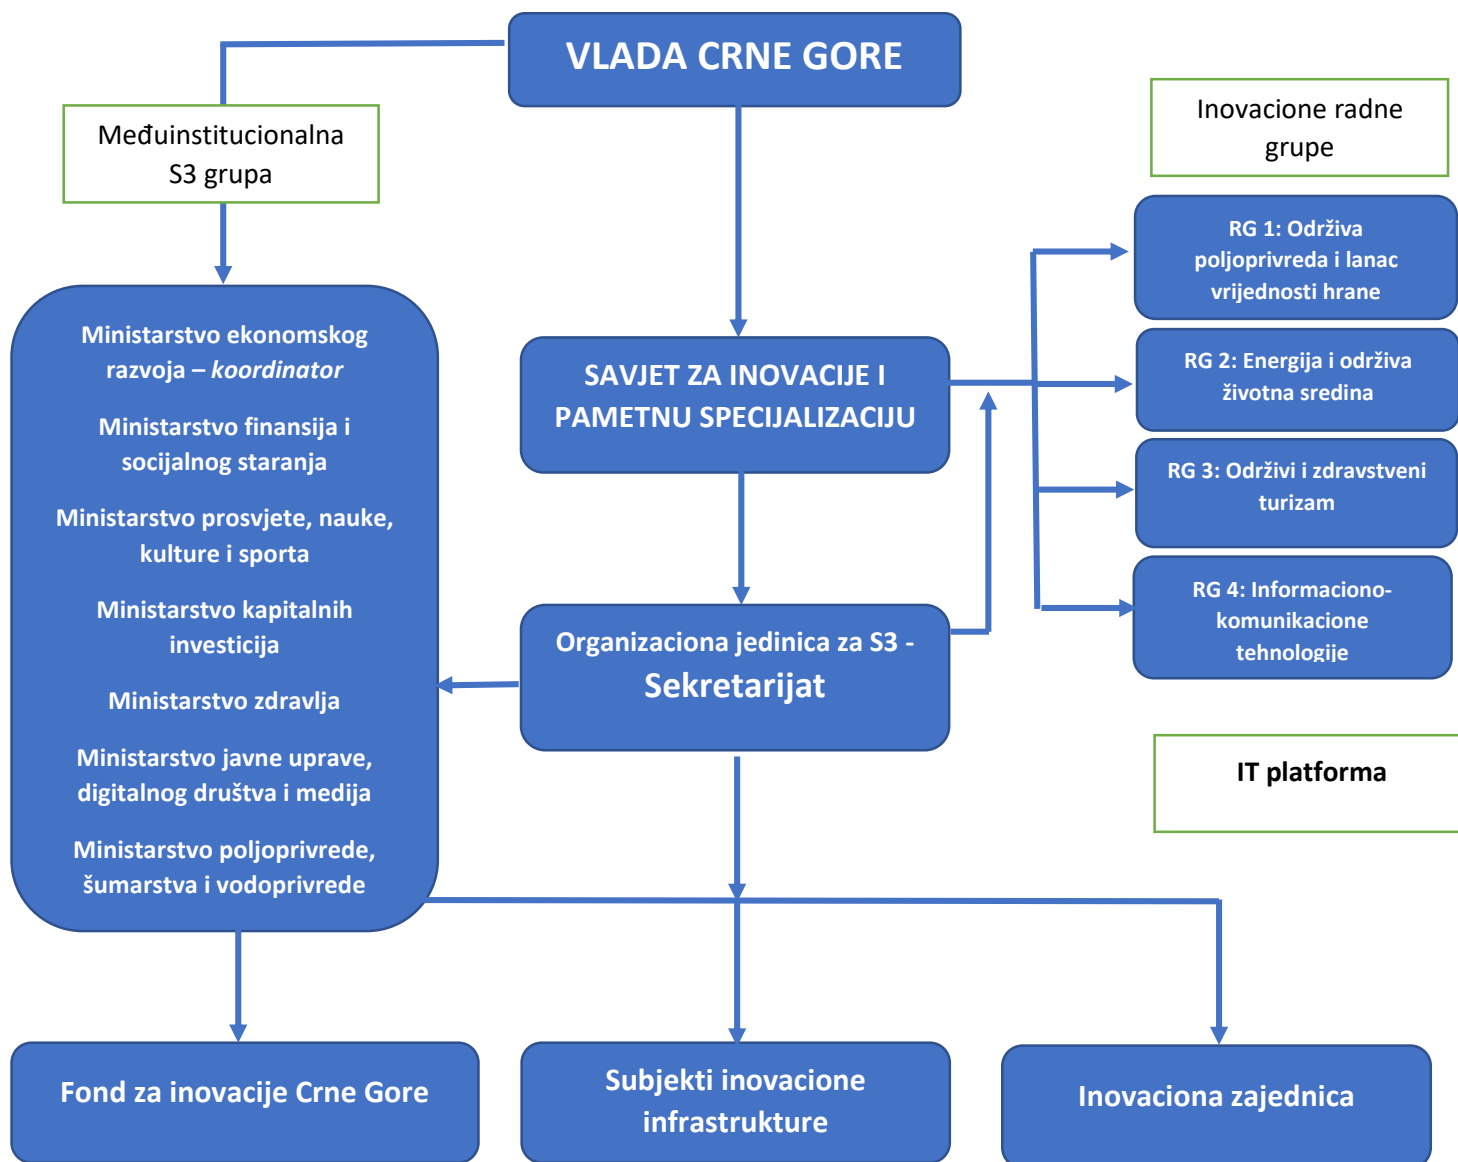 VLADA CRNE GORE
Međuinstitucionalna
S3 grupa
Inovacione radne
grupe
RG 1: Održiva
poljoprivreda i lanac
vrijednosti hrane
RG 2: Energija i održiva
životna sredina
RG 3: Održivi i zdravstveni
turizam
RG 4: Informaciono-
komunikacione
tehnologije
IT platforma
Ministarstvo ekonomskog
razvoja – koordinator
Ministarstvo finansija i
socijalnog staranja
Ministarstvo prosvjete, nauke,
kulture i sporta
Ministarstvo kapitalnih
investicija
Ministarstvo zdravlja
Ministarstvo javne uprave,
digitalnog društva i medija
Ministarstvo poljoprivrede,
šumarstva i vodoprivrede
SAVJET ZA INOVACIJE I
PAMETNU SPECIJALIZACIJU
Organizaciona jedinica za S3 -
Sekretarijat
Fond za inovacije Crne Gore
Subjekti inovacione
infrastrukture
Inovaciona zajednica